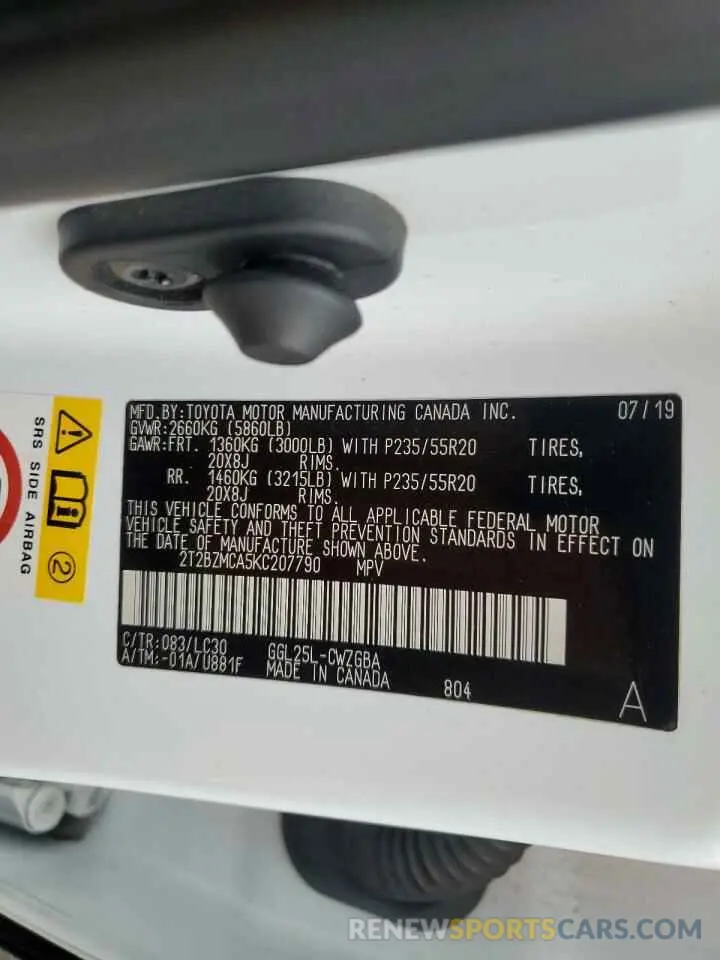 MFD.BY:TOYOTA MOTOR MANUFACTURING CANADA INC. 07/19
GVWR:2660KG (5860LB)
GAWR:FRT. 1360KG (3000LB) WITH P235/55R20 TIRES,
20X8J RIMS.
RR. 1460KG (3215LB) WITH P235/55R20 TIRES,
20X8J RIMS.
THIS VEHICLE CONFORMS TO ALL APPLICABLE FEDERAL MOTOR
VEHICLE SAFETY AND THEFT PREVENTION STANDARDS IN EFFECT ON
THE DATE OF MANUFACTURE SHOWN ABOVE.
2T2BZMCA5KC207790 MPV
C/TR:083/LC30 GGL25L-CWZGBA
A/TM:-01A/U881F MADE IN CANADA 804
A
SRS SIDE AIRBAG
2
RENEWSPORTSCARS.COM